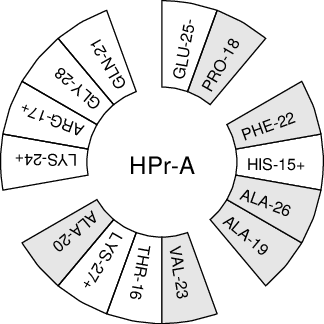 GLU-25-
PRO-18
PHE-22
HIS-15+
ALA-26
ALA-19
VAL-23
THR-16
LYS-27+
ALA-20
LYS-24+
ARG-17+
GLY-28
GLN-21
HPr-A